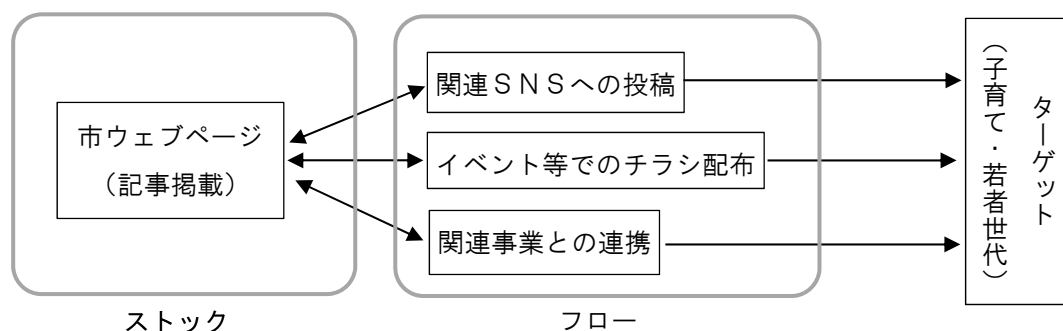 市ウェブページ
（記事掲載）
ストック
関連ＳＮＳへの投稿
イベント等でのチラシ配布
関連事業との連携
フロー
ターゲット
（子育て・若者世代）